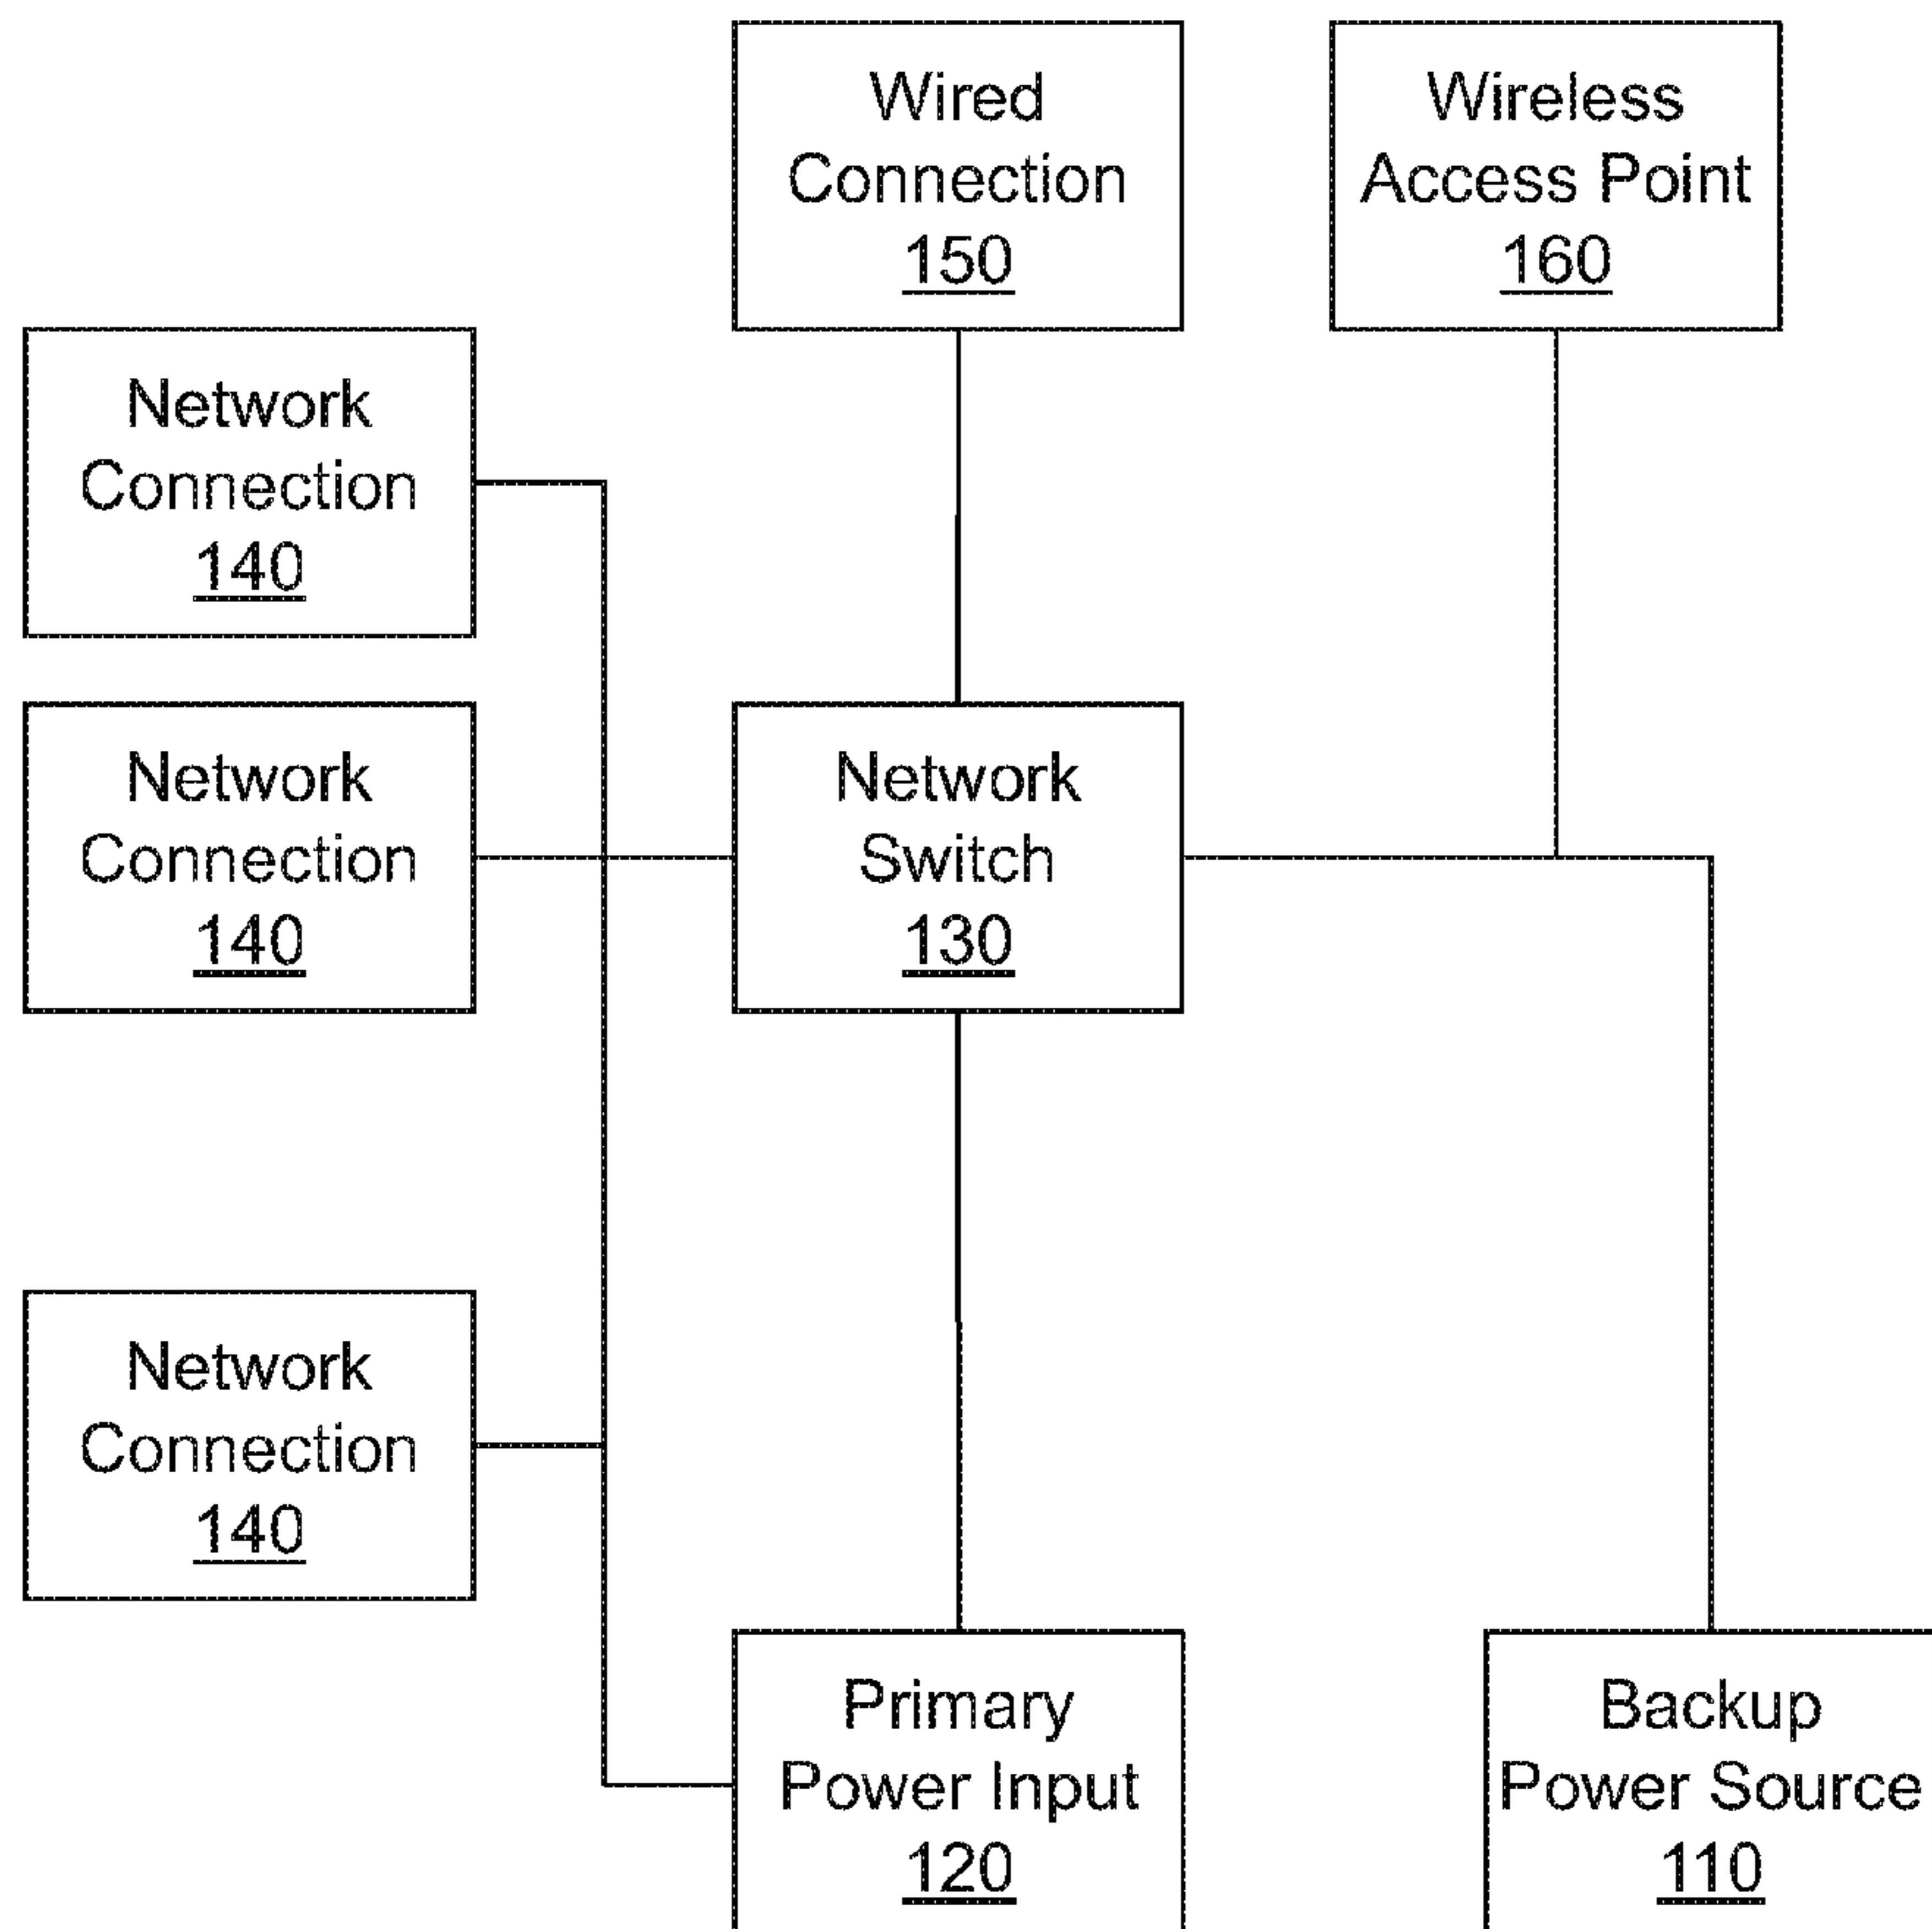 Wired
Connection
150
Wireless
Access Point
160
Network
Connection
140
Network
Connection
140
Network
Switch
130
Network
Connection
140
Primary
Power Input
120
Backup
Power Source
110